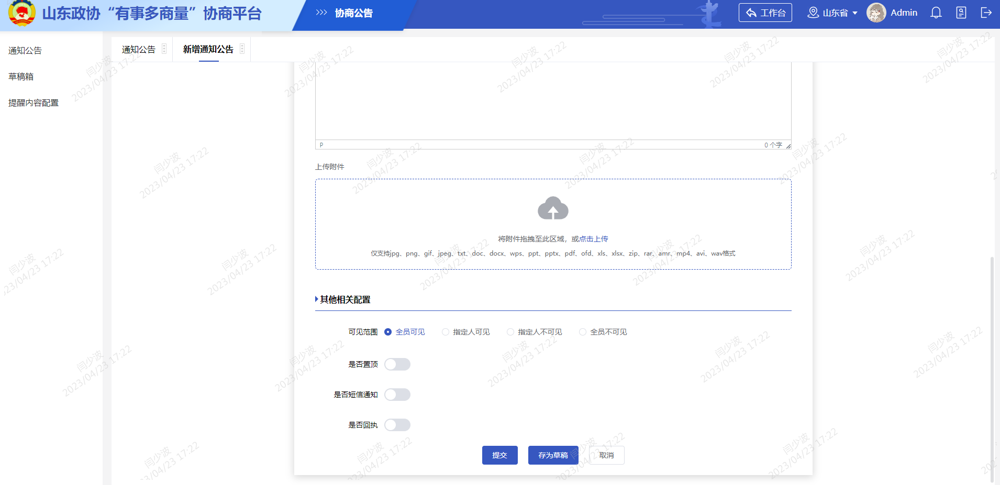 山东政协“有事多商量”协商平台
协商公告
工作台
山东省
Admin
通知公告
草稿箱
提醒内容配置
通知公告
新增通知公告
P
0 个字
上传附件
将附件拖拽至此区域，或点击上传
仅支持jpg、png、gif、jpeg、txt、doc、docx、wps、ppt、pptx、pdf、ofd、xls、xlsx、zip、rar、amr、mp4、avi、wav格式
其他相关配置
可见范围 全员可见 指定人可见 指定人不可见 全员不可见
是否置顶
是否短信通知
是否回执
提交 存为草稿 取消
闫少波
2023/04/23 17:22